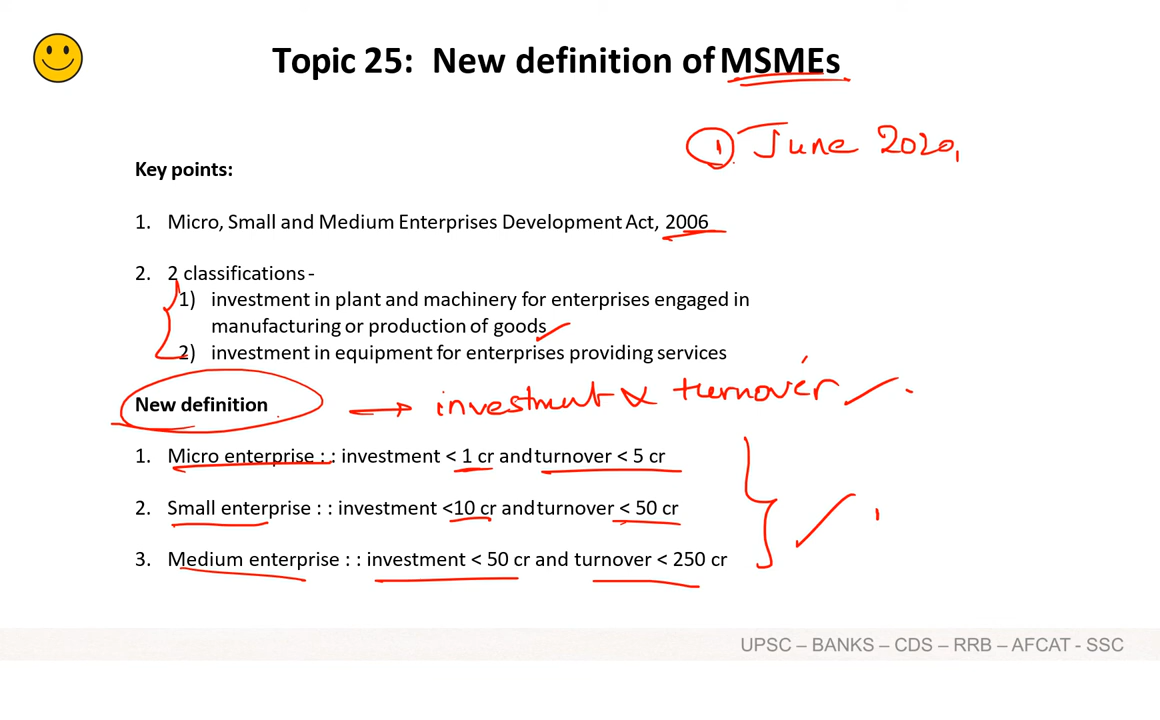 Topic 25: New definition of MSMEs
① June 2020,
Key points:
1. Micro, Small and Medium Enterprises Development Act, 2006
2. 2 classifications -
1) investment in plant and machinery for enterprises engaged in
manufacturing or production of goods
2) investment in equipment for enterprises providing services
New definition → investment & turnover
1. Micro enterprise : : investment < 1 cr and turnover < 5 cr
2. Small enterprise : : investment <10 cr and turnover < 50 cr
3. Medium enterprise : : investment < 50 cr and turnover < 250 cr
UPSC – BANKS – CDS – RRB – AFCAT - SSC